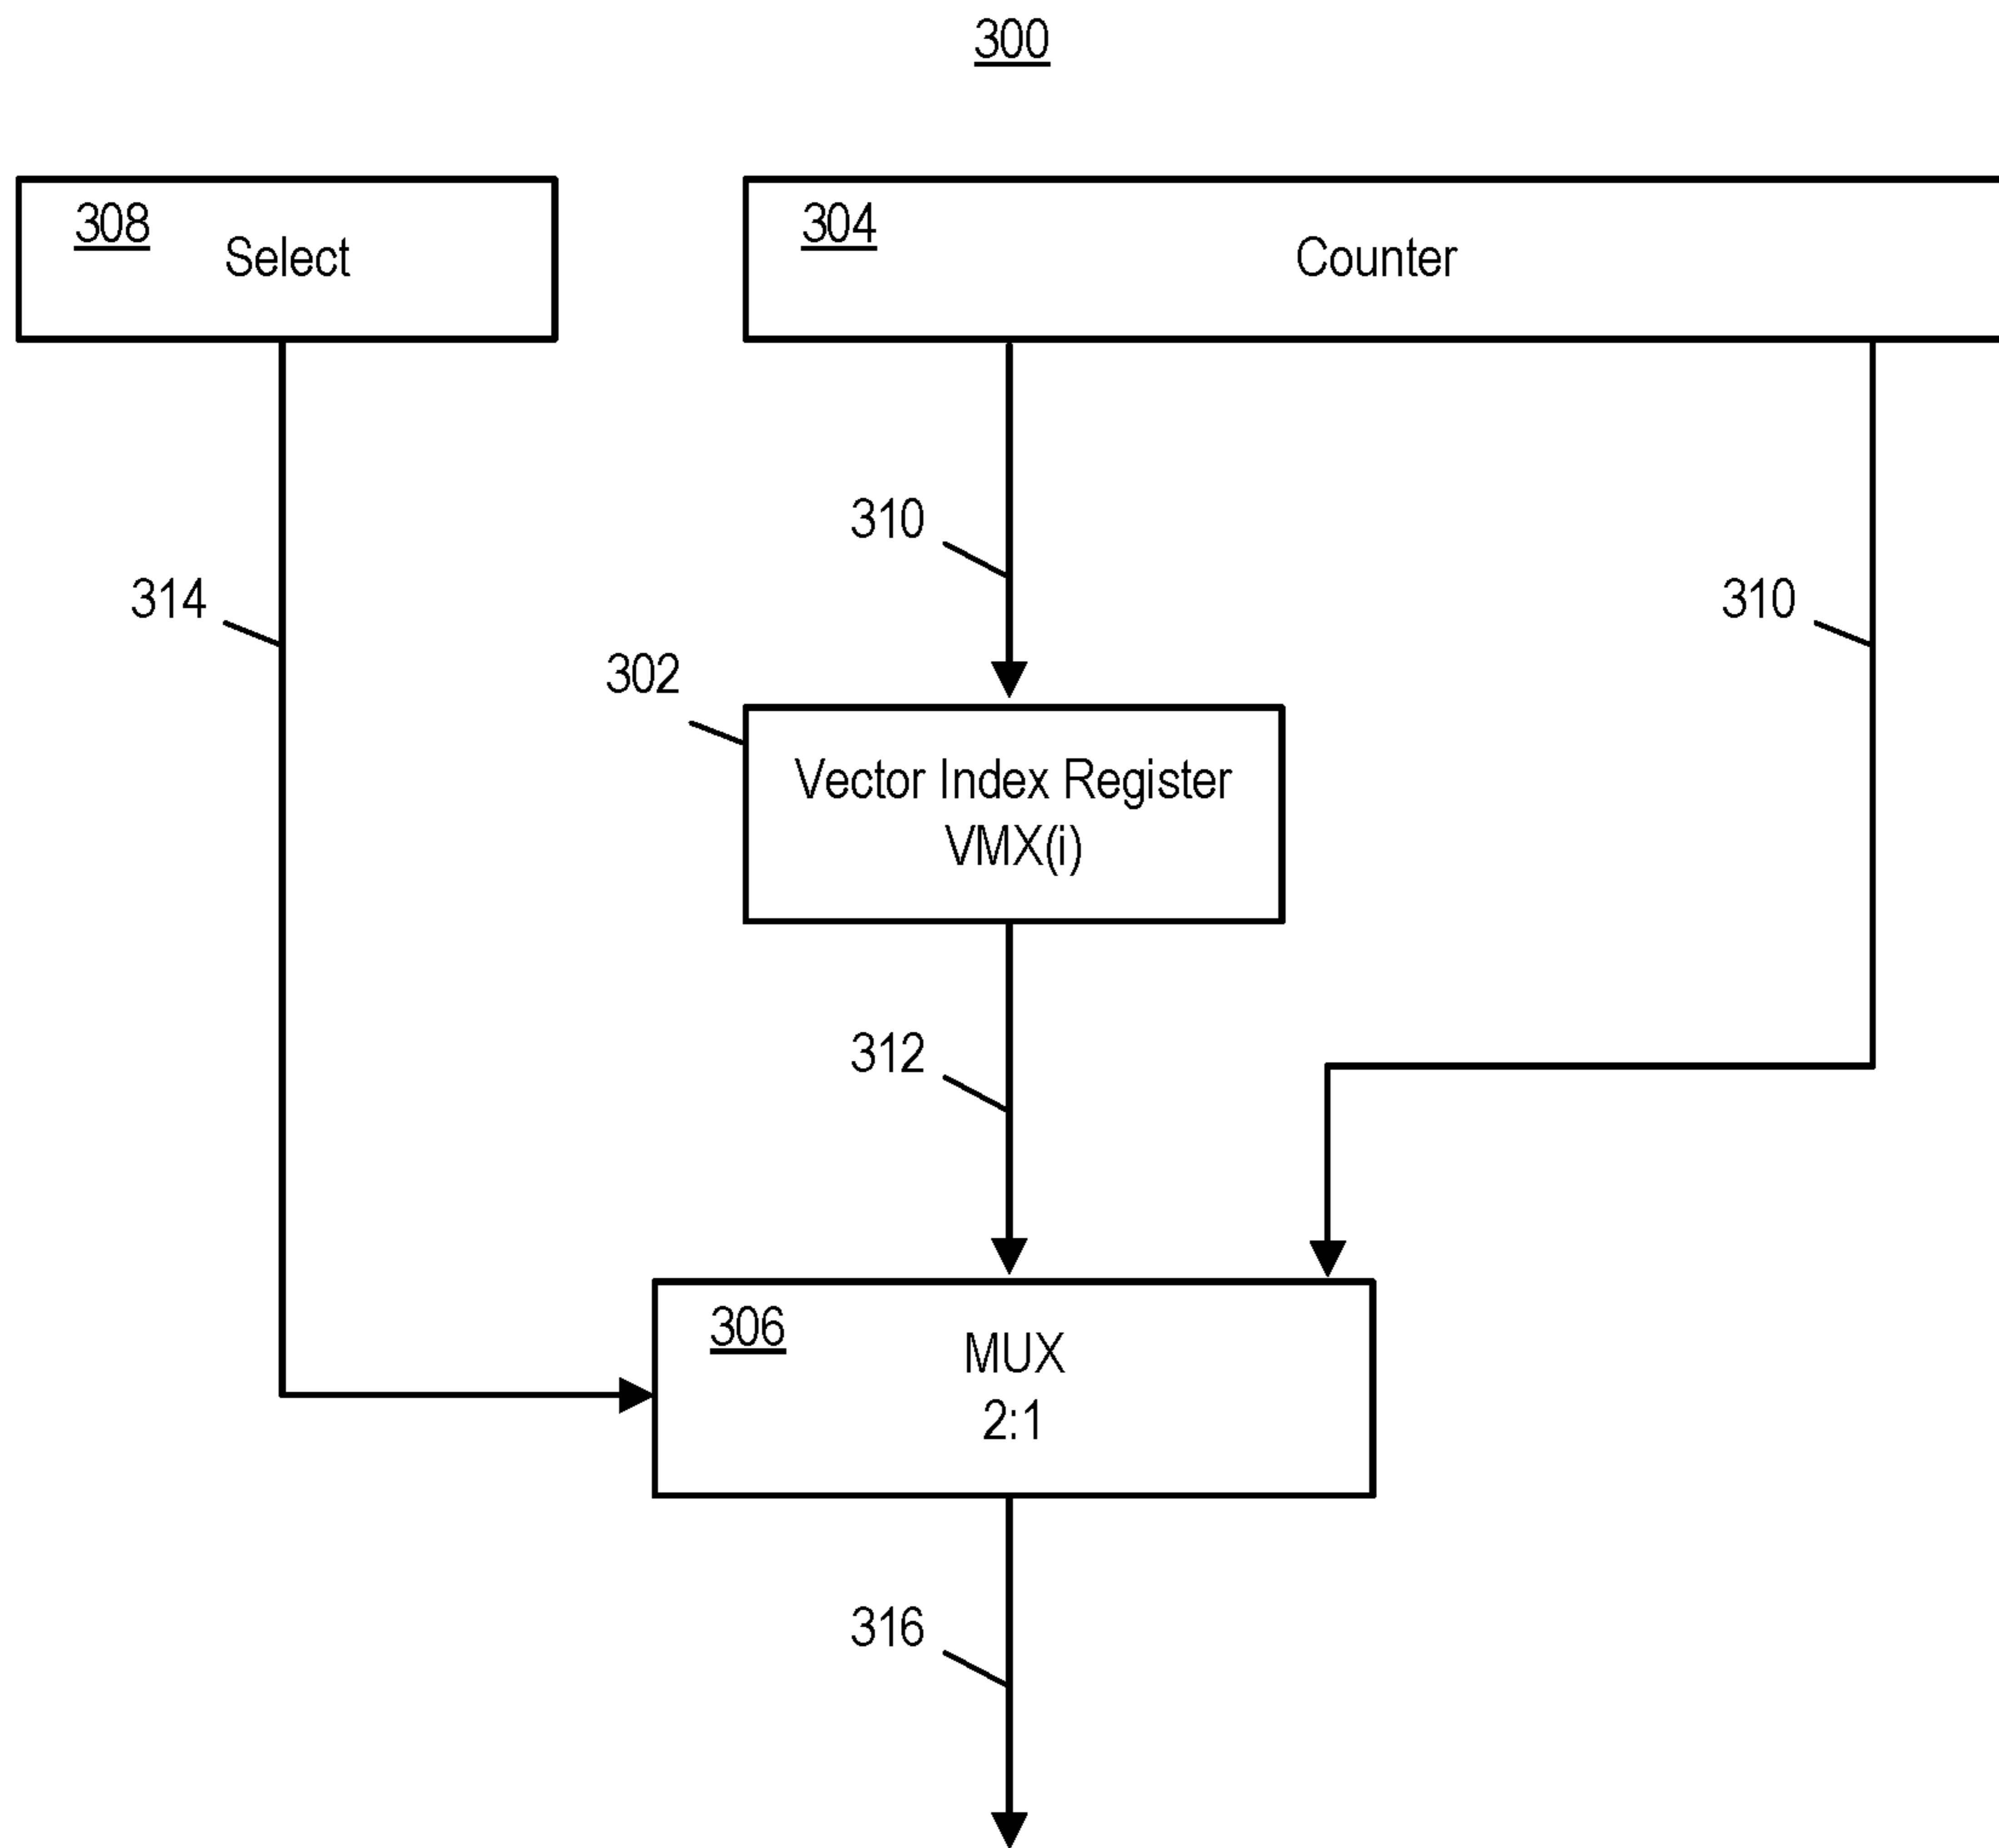 300
308
Select
304
Counter
310
314
310
302
Vector Index Register
VMX(i)
312
306
MUX
2:1
316